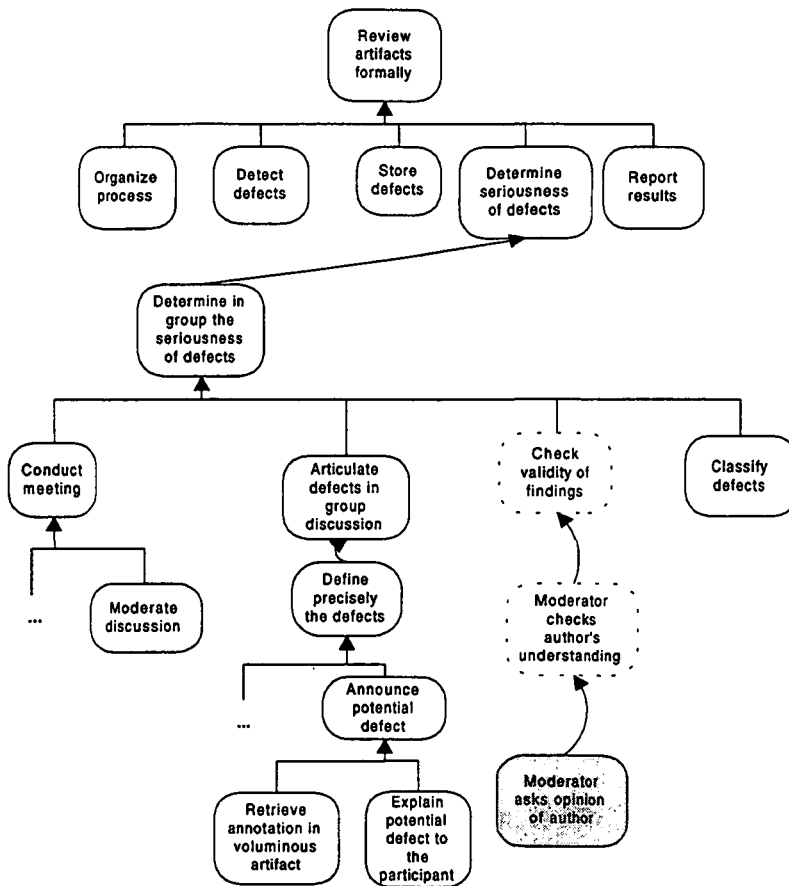 Review
artifacts
formally
Organize
process
Detect
defects
Store
defects
Determine
seriousness
of defects
Report
results
Determine in
group the
seriousness
of defects
Conduct
meeting
Articulate
defects in
group
discussion
Check
validity of
findings
Classify
defects
...
Moderate
discussion
Define
precisely
the defects
Moderator
checks
author's
understanding
...
Announce
potential
defect
Retrieve
annotation in
voluminous
artifact
Explain
potential
defect to
the
participant
Moderator
asks opinion
of author